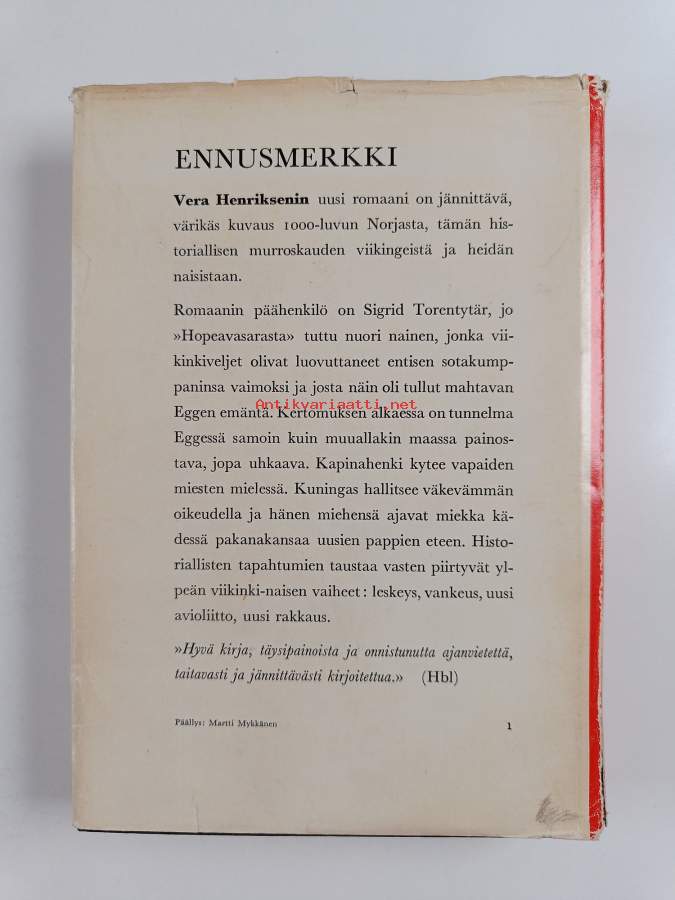 ENNUSMERKKI
Vera Henriksenin uusi romaani on jännittävä,
värikäs kuvaus 1000-luvun Norjasta, tämän his-
toriallisen murroskauden viikingeistä ja heidän
naisistaan.
Romaanin päähenkilö on Sigrid Torentytär, jo
»Hopeavasarasta» tuttu nuori nainen, jonka vii-
kinkiveljet olivat luovuttaneet entisen sotakump-
paninsa vaimoksi ja josta näin oli tullut mahtavan
Antikvariaatti.net
Eggen emäntä. Kertomuksen alkaessa on tunnelma
Eggessä samoin kuin muuallakin maassa painos-
tava, jopa uhkaava. Kapinahenki kytee vapaiden
miesten mielessä. Kuningas hallitsee väkevämmän
oikeudella ja hänen miehensä ajavat miekka kä-
dessä pakanakansaa uusien pappien eteen. Histo-
riallisten tapahtumien taustaa vasten piirtyvät yl-
peän viikinki-naisen vaiheet: leskeys, vankeus, uusi
avioliitto, uusi rakkaus.
»Hyvä kirja, täysipainoista ja onnistunutta ajanvietettä,
taitavasti ja jännittävästi kirjoitettua.» (Hbl)
Päällys: Martti Mykkänen
1